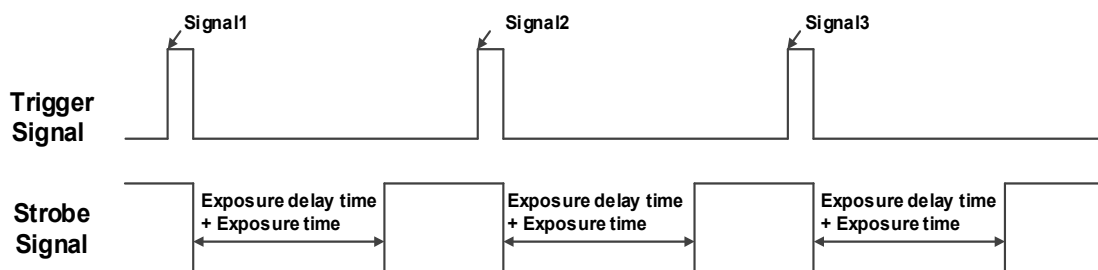 Signal1
Signal2
Signal3
Trigger
Signal
Exposure delay time
+ Exposure time
Exposure delay time
+ Exposure time
Exposure delay time
+ Exposure time
Strobe
Signal